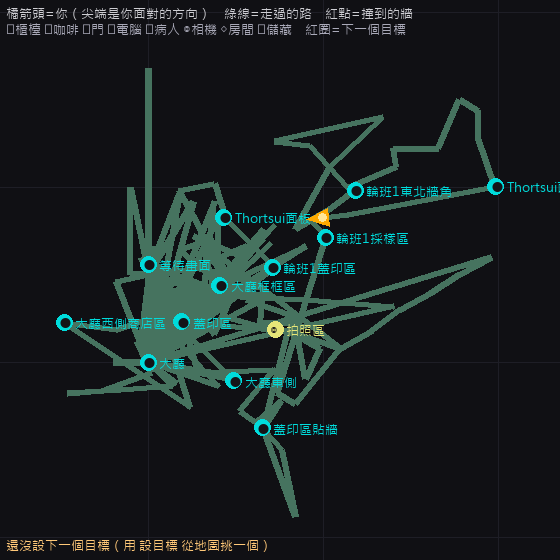 橘箭頭=你（尖端是你面對的方向）　綠線=走過的路　紅點=撞到的牆
櫃檯 咖啡 門 電腦 病人 相機 房間 儲藏　紅圈=下一個目標
輪班1東北牆角
Thortsui
Thortsui面板
輪班1採樣區
等待畫面
輪班1蓋印區
大廳框框區
大廳西側商店區
蓋印區
拍照區
大廳
大廳東側
蓋印區貼牆
還沒設下一個目標（用 設目標 從地圖挑一個）